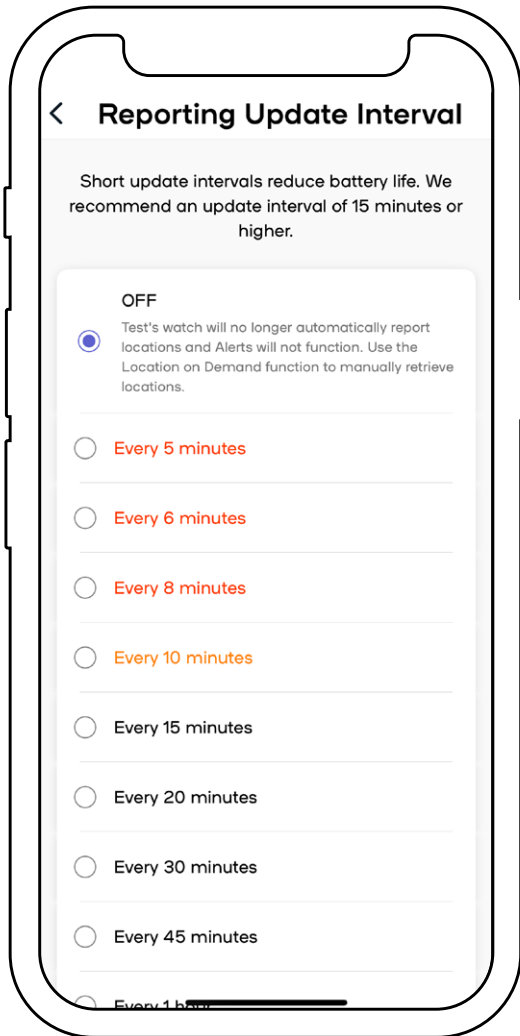 Reporting Update Interval
Short update intervals reduce battery life. We
recommend an update interval of 15 minutes or
higher.
OFF
Test's watch will no longer automatically report
locations and Alerts will not function. Use the
Location on Demand function to manually retrieve
locations.
Every 5 minutes
Every 6 minutes
Every 8 minutes
Every 10 minutes
Every 15 minutes
Every 20 minutes
Every 30 minutes
Every 45 minutes
Every 1 hour